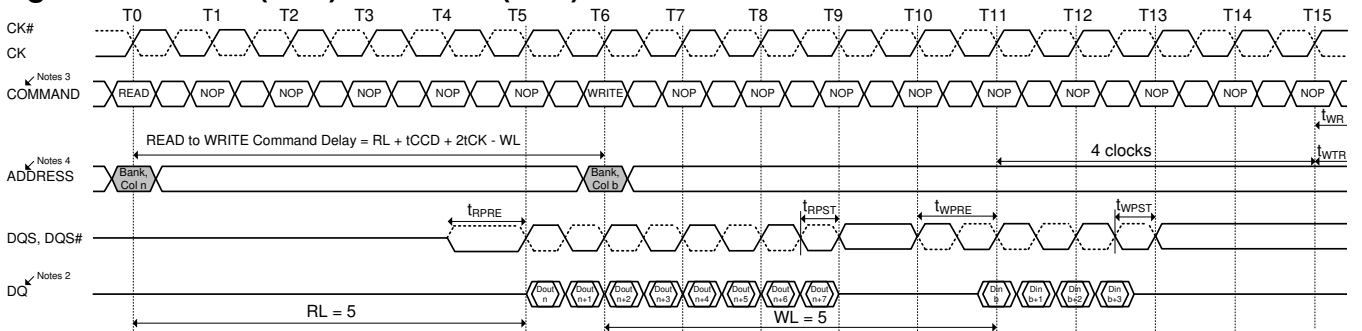 T0 T1 T2 T3 T4 T5 T6 T7 T8 T9 T10 T11 T12 T13 T14 T15
CK#
CK
Notes 3
COMMAND READ NOP NOP NOP NOP NOP WRITE NOP NOP NOP NOP NOP NOP NOP NOP NOP
tWR
READ to WRITE Command Delay = RL + tCCD + 2tCK - WL
4 clocks
tWTR
Notes 4
ADDRESS
Bank, Col n
Bank, Col b
tRPRE tRPST tWPRE tWPST
DQS, DQS#
Notes 2
DQ
Dout n
Dout n+1
Dout n+2
Dout n+3
Dout n+4
Dout n+5
Dout n+6
Dout n+7
Din b
Din b+1
Din b+2
Din b+3
RL = 5
WL = 5